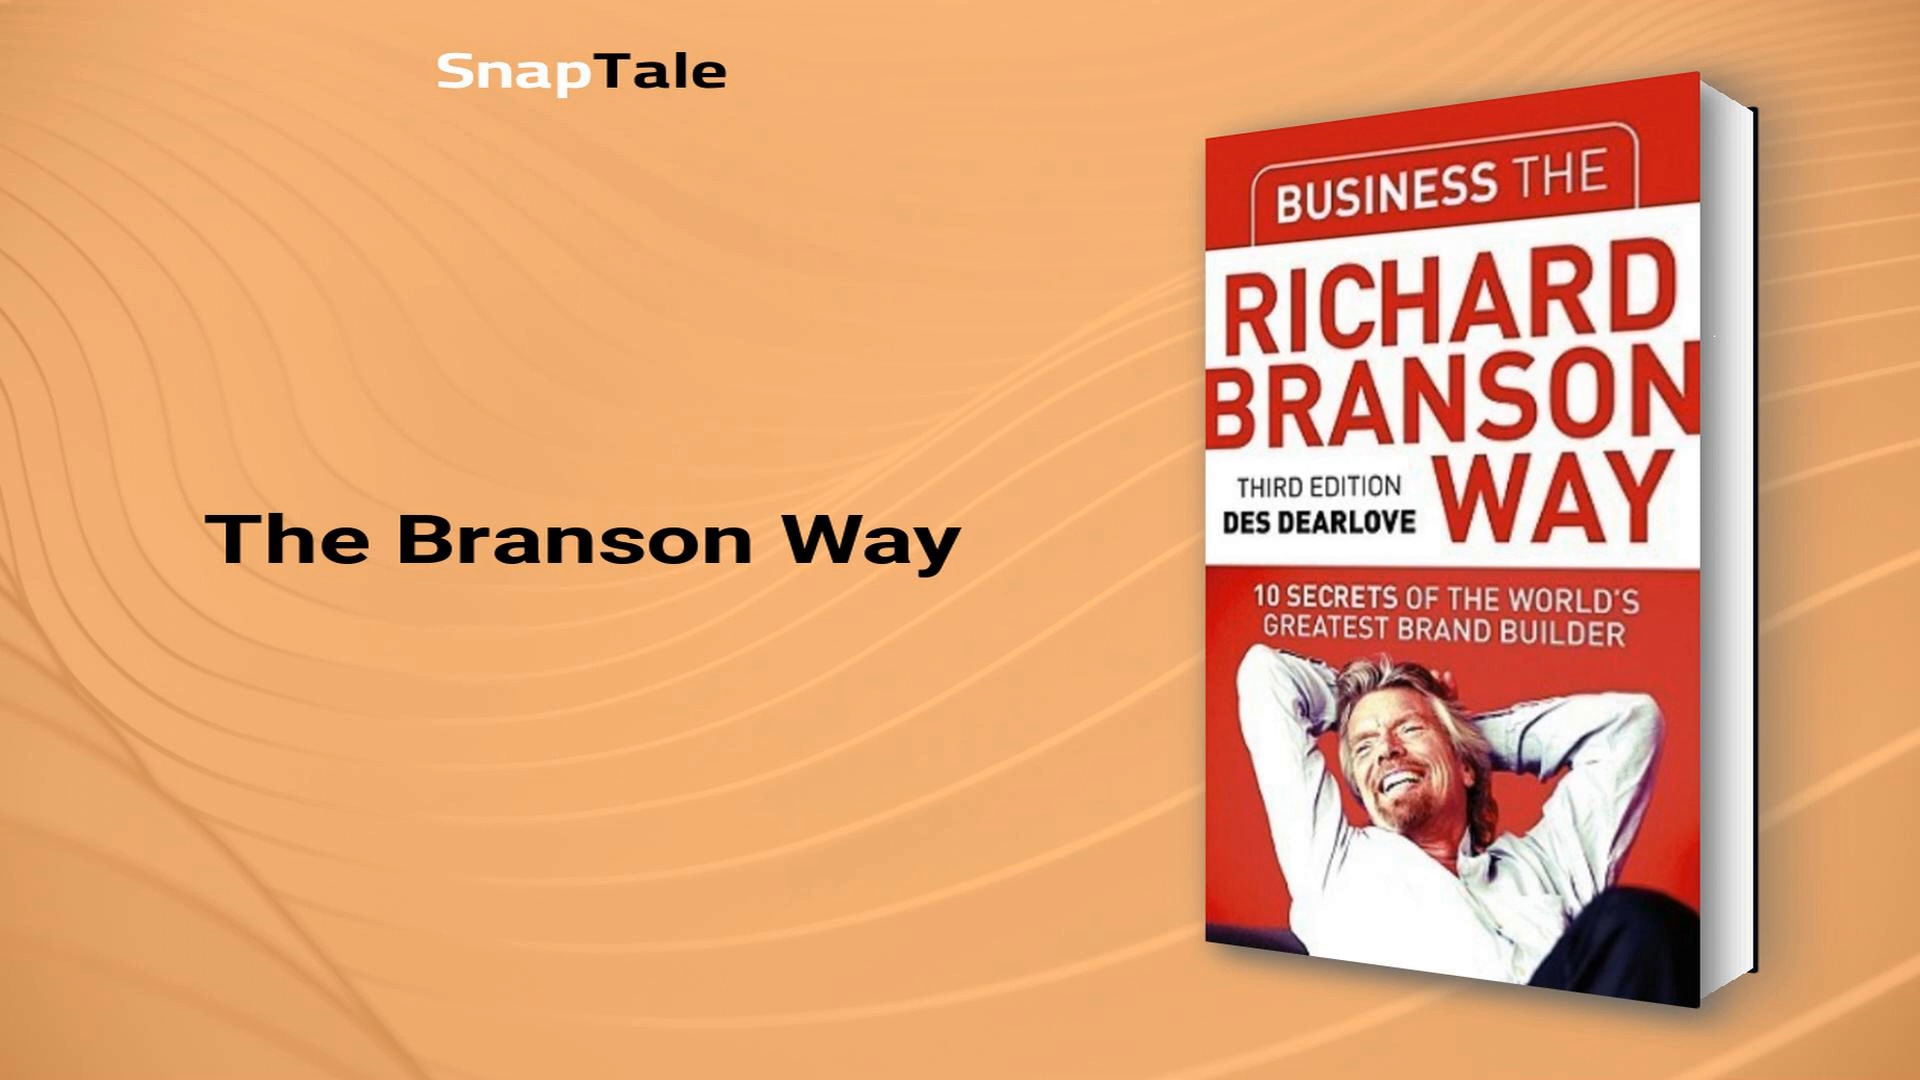 SnapTale
The Branson Way
BUSINESS THE
RICHARD
BRANSON
WAY
THIRD EDITION
DES DEARLOVE
10 SECRETS OF THE WORLD'S
GREATEST BRAND BUILDER